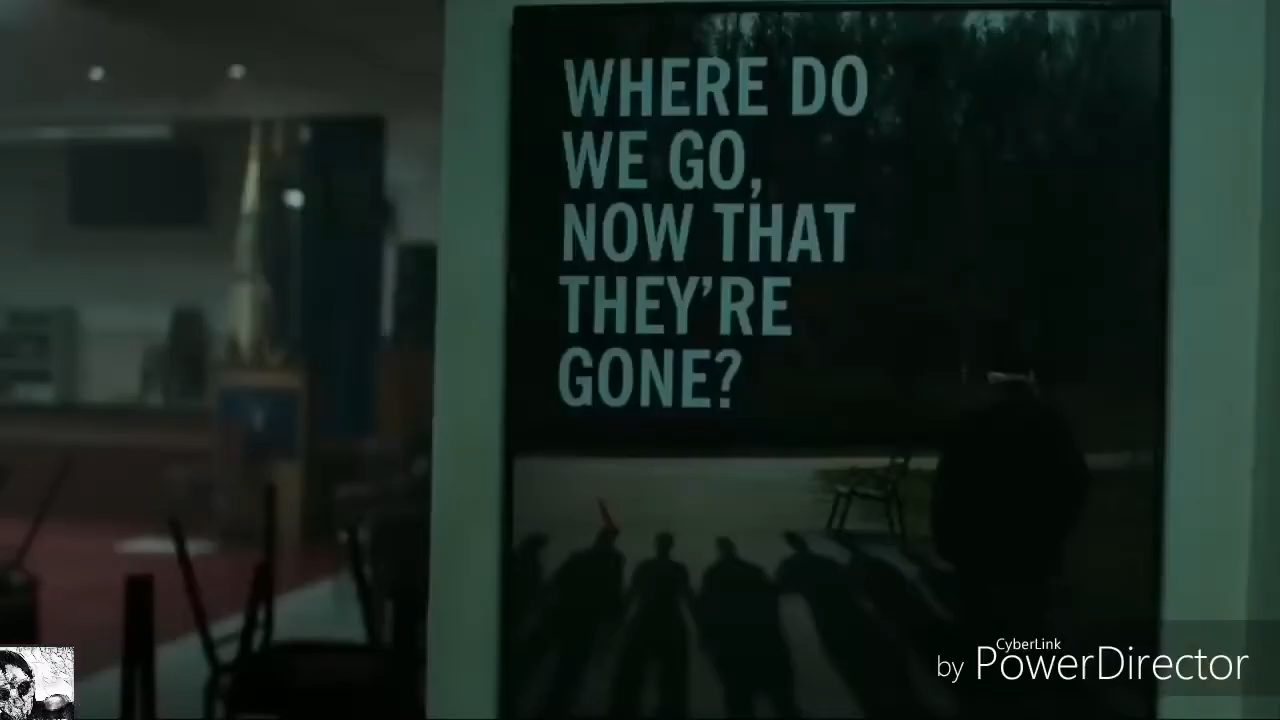 WHERE DO
WE GO,
NOW THAT
THEY'RE
GONE?
CyberLink
by PowerDirector